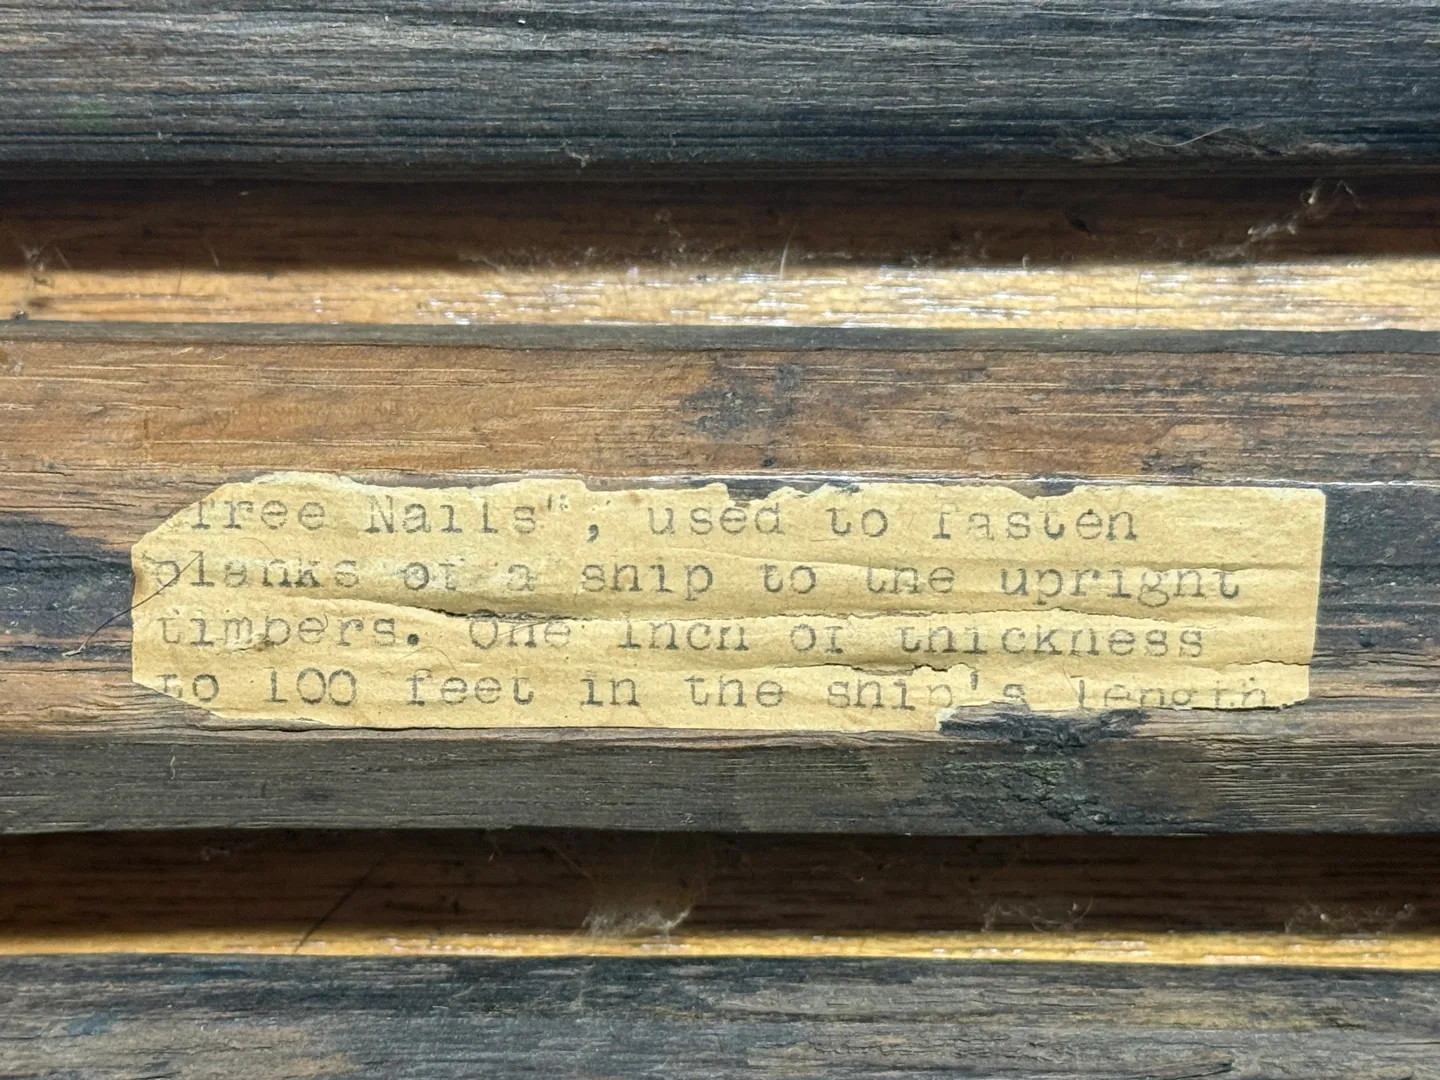 Tree Nails", used to fasten
planks of a ship to the upright
timbers. One inch of thickness
to 100 feet in the ship's length